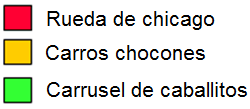 Rueda de chicago
Carros chocones
Carrusel de caballitos